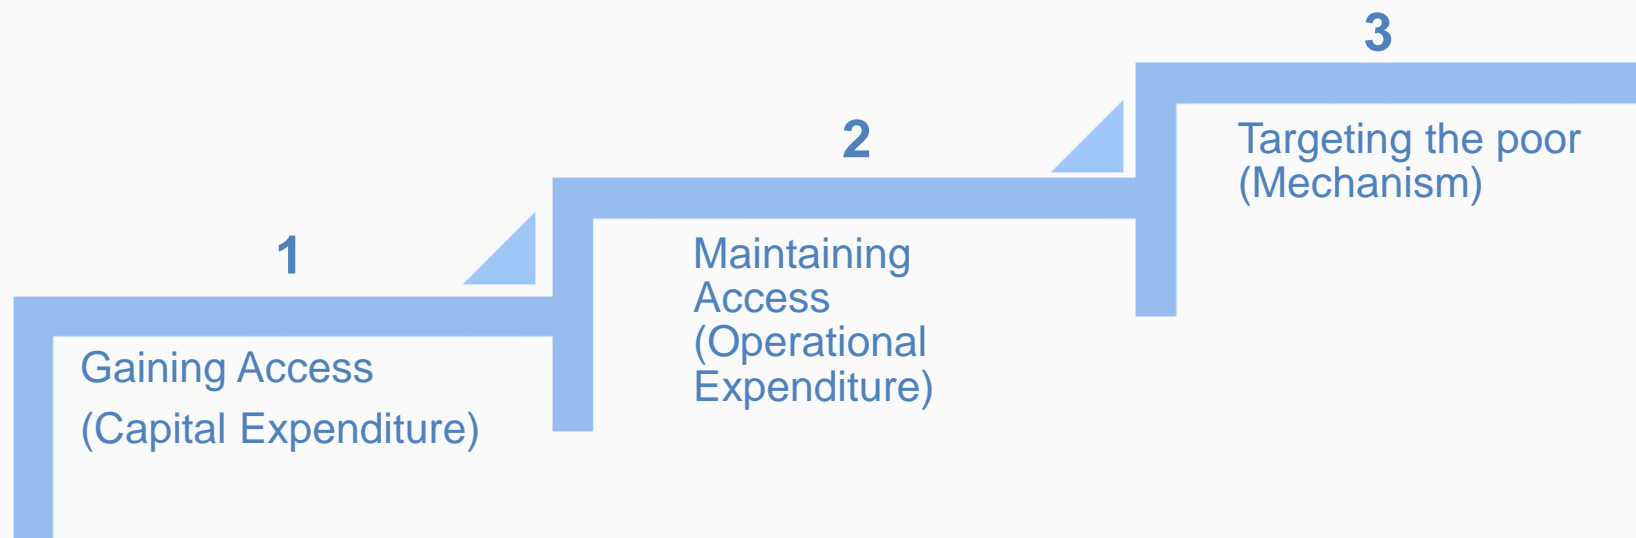 1
Gaining Access
(Capital Expenditure)
2
Maintaining
Access
(Operational
Expenditure)
3
Targeting the poor
(Mechanism)